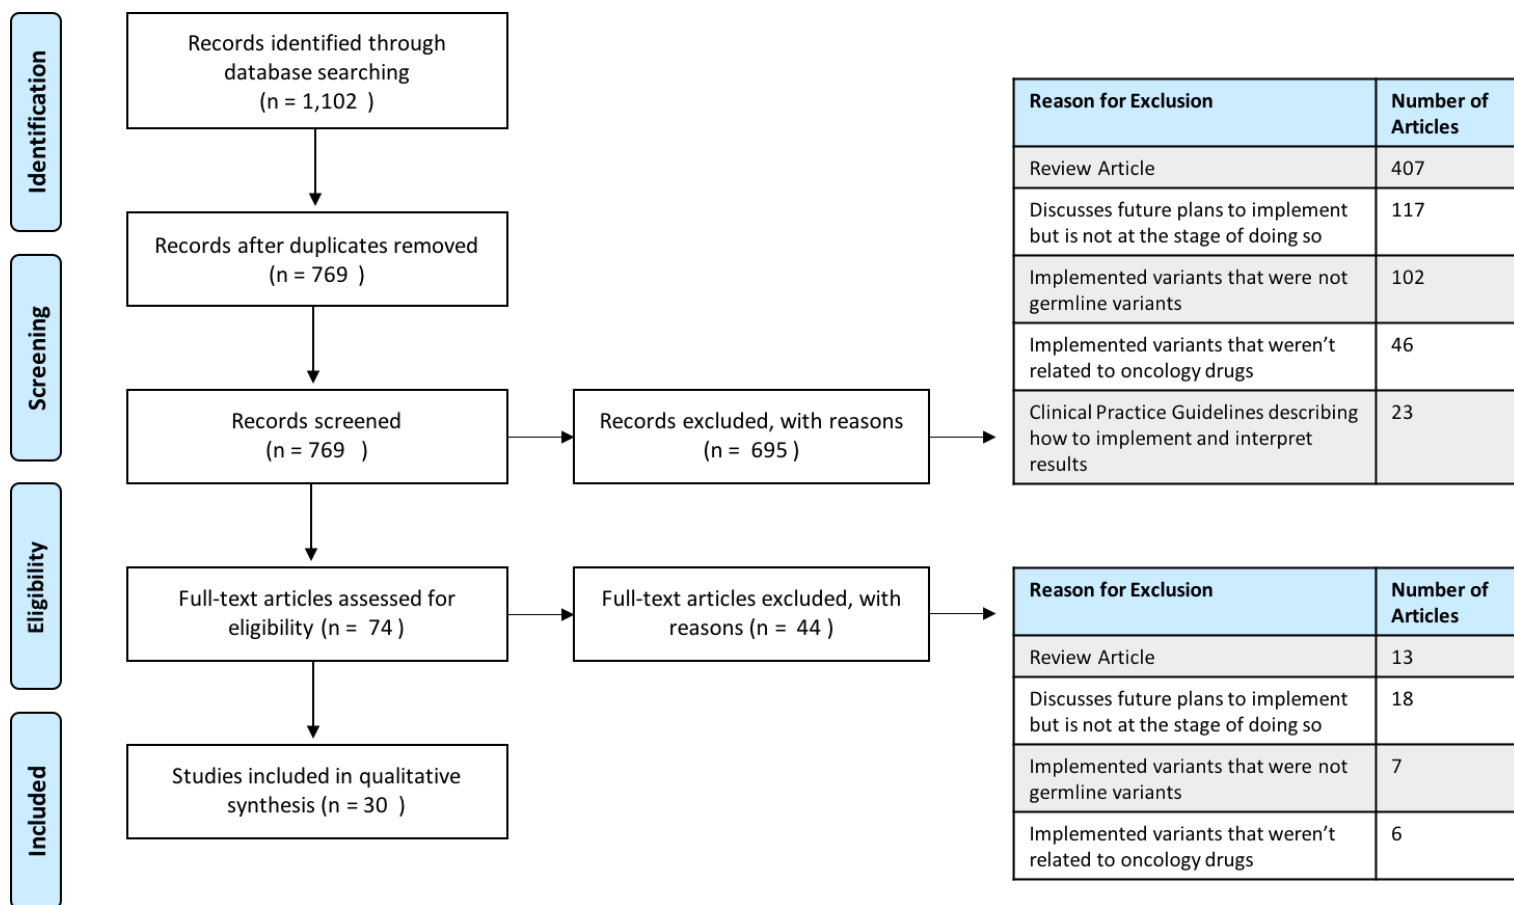 Identification
Records identified through
database searching
(n = 1,102 )
Records after duplicates removed
(n = 769 )
Screening
Records screened
(n = 769 )
Records excluded, with reasons
(n = 695 )
Reason for Exclusion
Number of
Articles
Review Article
407
Discusses future plans to implement
but is not at the stage of doing so
117
Implemented variants that were not
germline variants
102
Implemented variants that weren't
related to oncology drugs
46
Clinical Practice Guidelines describing
how to implement and interpret
results
23
Eligibility
Full-text articles assessed for
eligibility (n = 74 )
Full-text articles excluded, with
reasons (n = 44 )
Reason for Exclusion
Number of
Articles
Review Article
13
Discusses future plans to implement
but is not at the stage of doing so
18
Implemented variants that were not
germline variants
7
Implemented variants that weren't
related to oncology drugs
6
Included
Studies included in qualitative
synthesis (n = 30 )